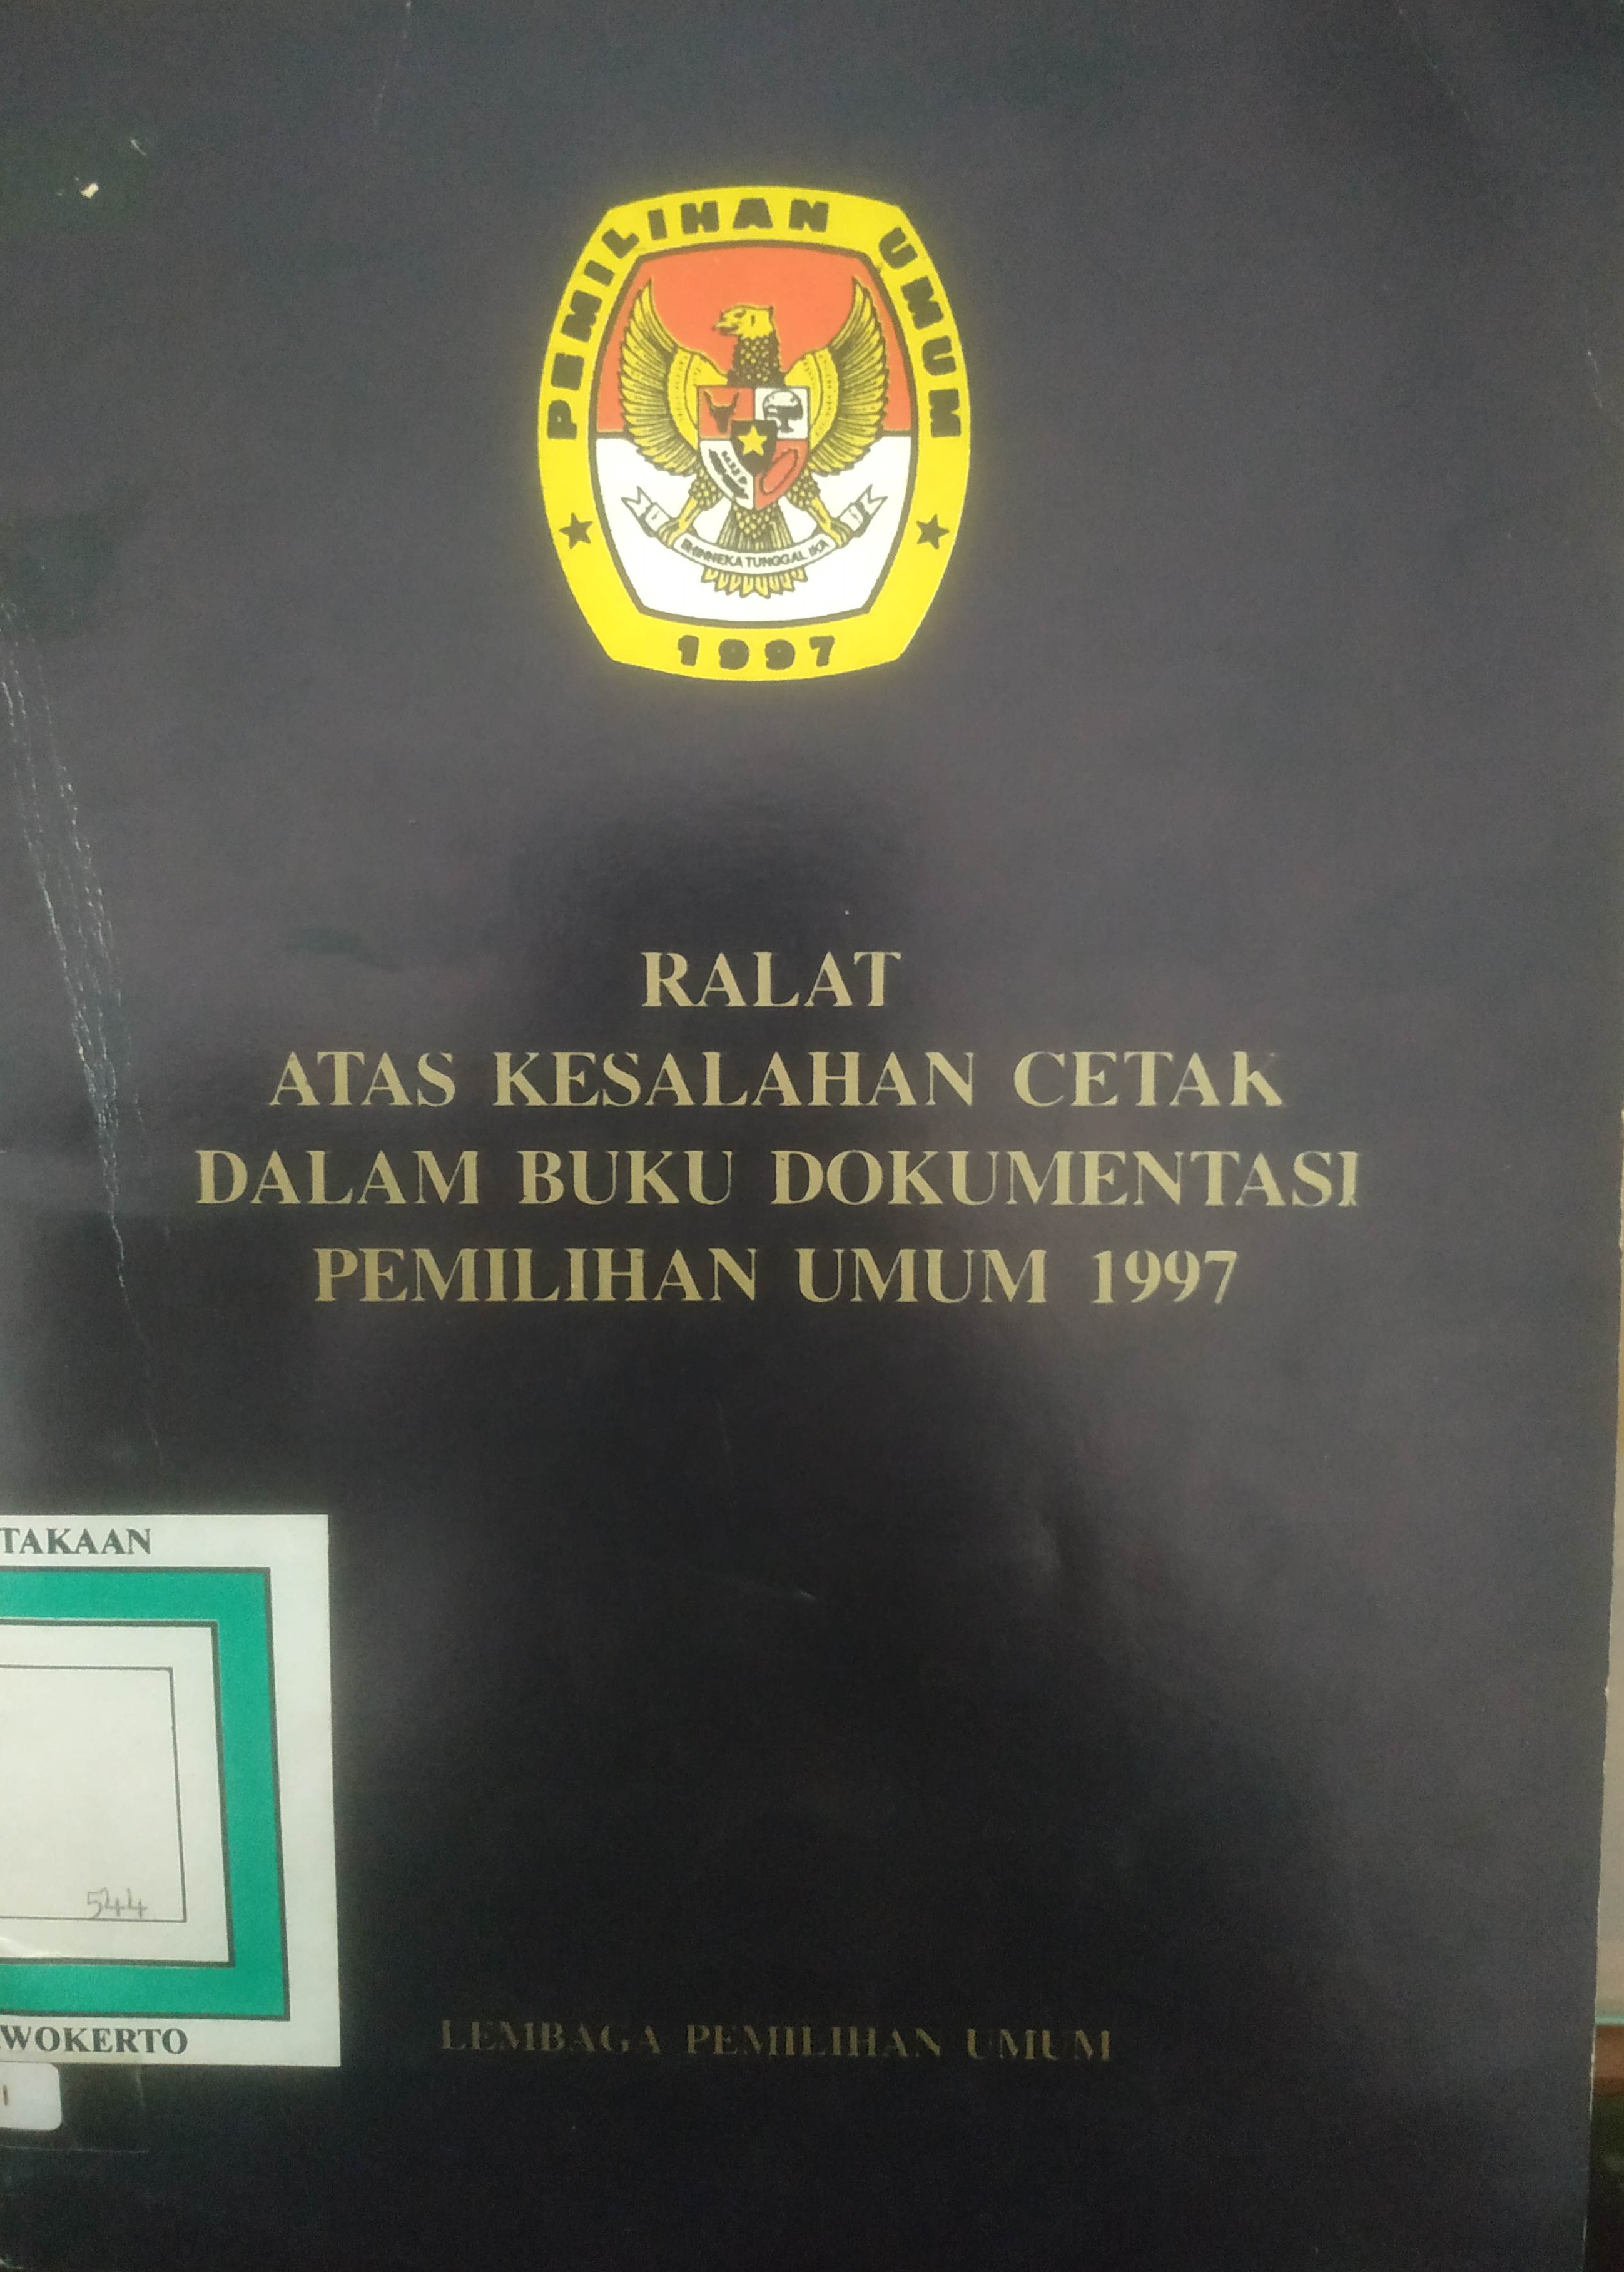 PEMILIHAN UMUM
BHINNEKA TUNGGAL IKA
1997
RALAT
ATAS KESALAHAN CETAK
DALAM BUKU DOKUMENTASI
PEMILIHAN UMUM 1997
TAKAAN
544
WOKERTO
LEMBAGA PEMILIHAN UMUM